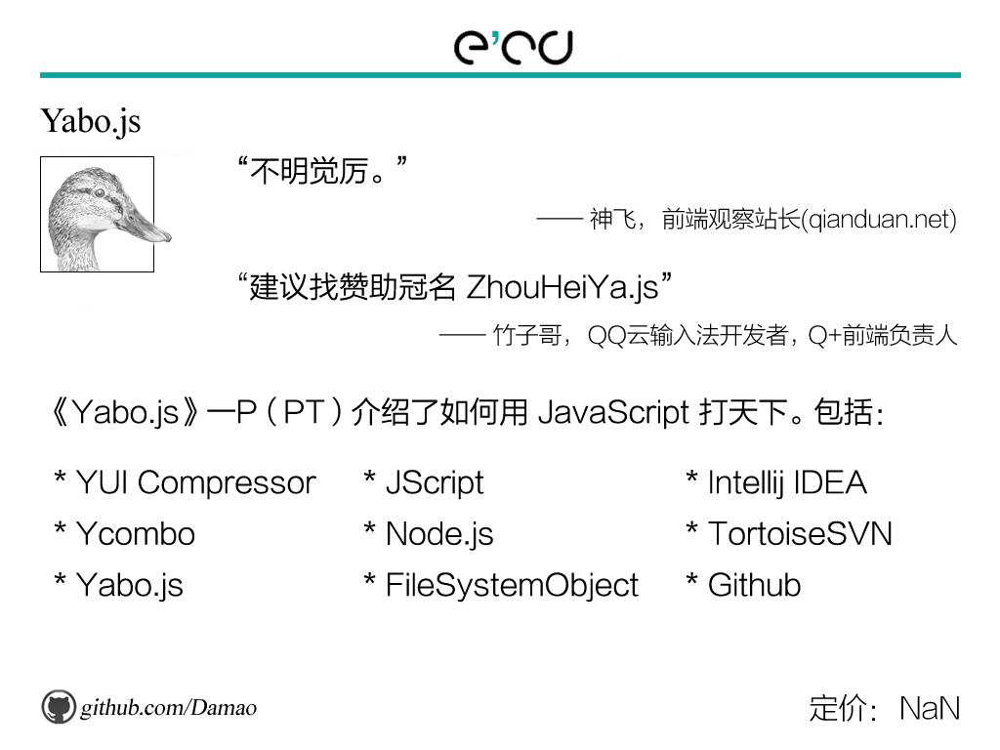 e'cd
Yabo.js
“不明觉厉。”
—— 神飞，前端观察站长(qianduan.net)
“建议找赞助冠名 ZhouHeiYa.js”
—— 竹子哥，QQ云输入法开发者，Q+前端负责人
《Yabo.js》一P（PT）介绍了如何用 JavaScript 打天下。包括：
* YUI Compressor * JScript * Intellij IDEA
* Ycombo * Node.js * TortoiseSVN
* Yabo.js * FileSystemObject * Github
github.com/Damao 定价：NaN